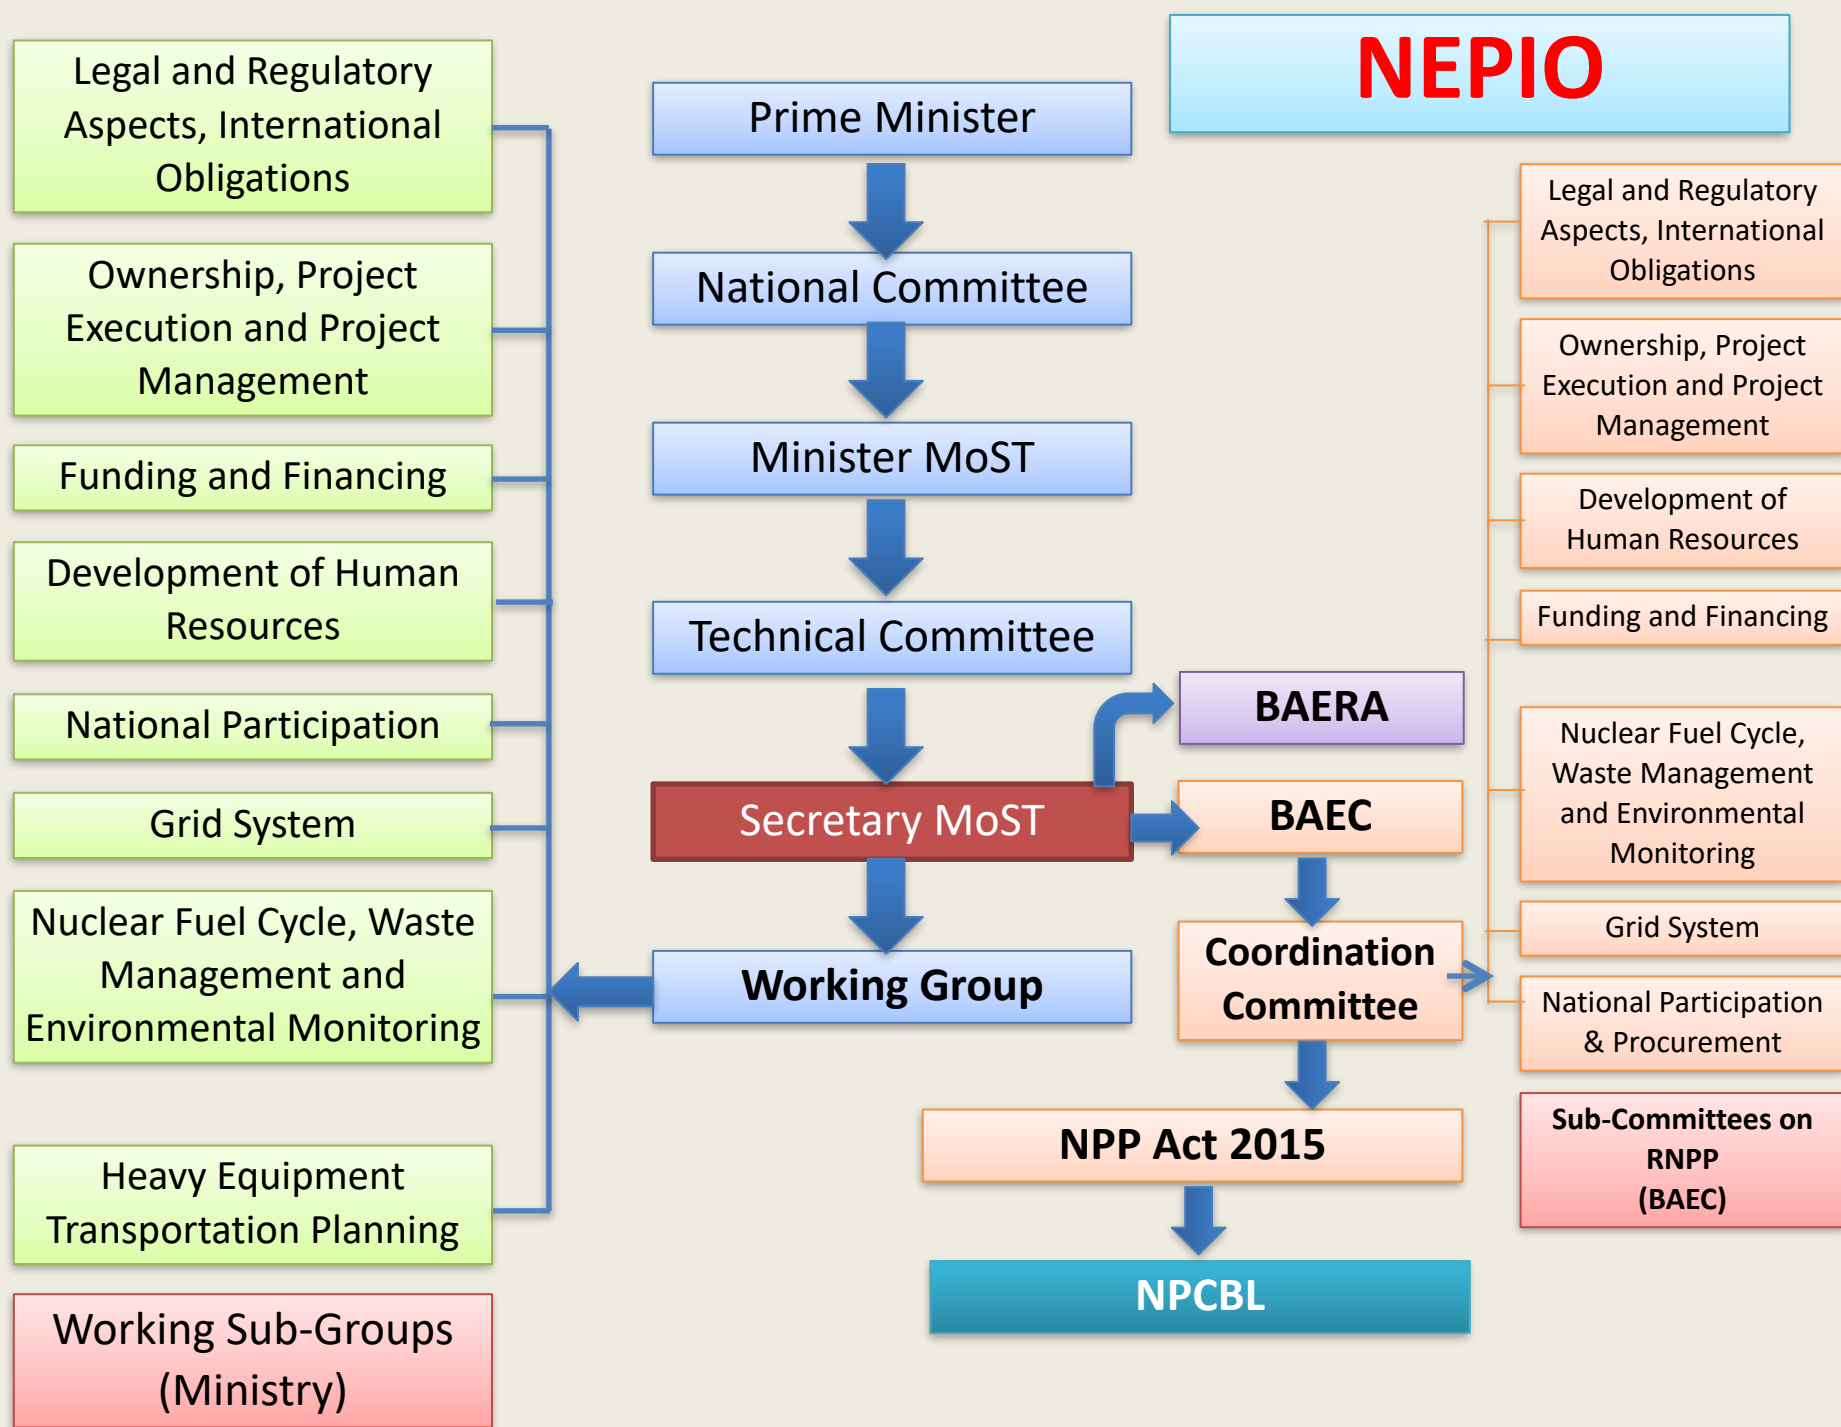 NEPIO
Legal and Regulatory
Aspects, International
Obligations
Ownership, Project
Execution and Project
Management
Funding and Financing
Development of Human
Resources
National Participation
Grid System
Nuclear Fuel Cycle, Waste
Management and
Environmental Monitoring
Heavy Equipment
Transportation Planning
Working Sub-Groups
(Ministry)
Prime Minister
National Committee
Minister MoST
Technical Committee
Secretary MoST
Working Group
BAERA
BAEC
Coordination
Committee
NPP Act 2015
NPCBL
Legal and Regulatory
Aspects, International
Obligations
Ownership, Project
Execution and Project
Management
Development of
Human Resources
Funding and Financing
Nuclear Fuel Cycle,
Waste Management
and Environmental
Monitoring
Grid System
National Participation
& Procurement
Sub-Committees on
RNPP
(BAEC)